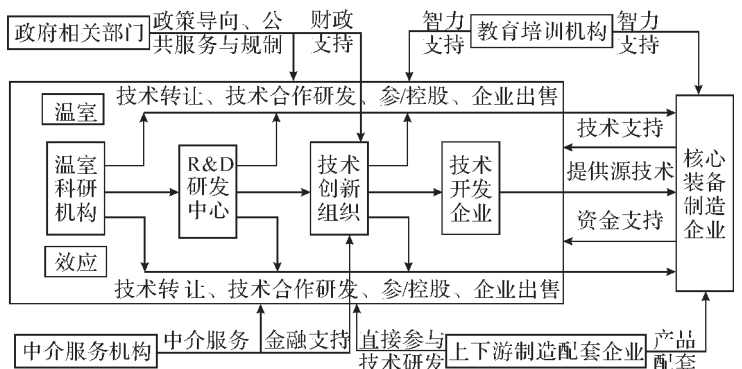 政府相关部门
政策导向、公
共服务与规制
财政
支持
智力
支持
教育培训机构
智力
支持
技术转让、技术合作研发、参/控股、企业出售
温室
温室
科研
机构
R&D
研发
中心
技术
创新
组织
技术
开发
企业
技术支持
提供源技术
资金支持
核心
装备
制造
企业
效应
技术转让、技术合作研发、参/控股、企业出售
中介服务机构
中介服务
金融支持
直接参与
技术研发
上下游制造配套企业
产品
配套